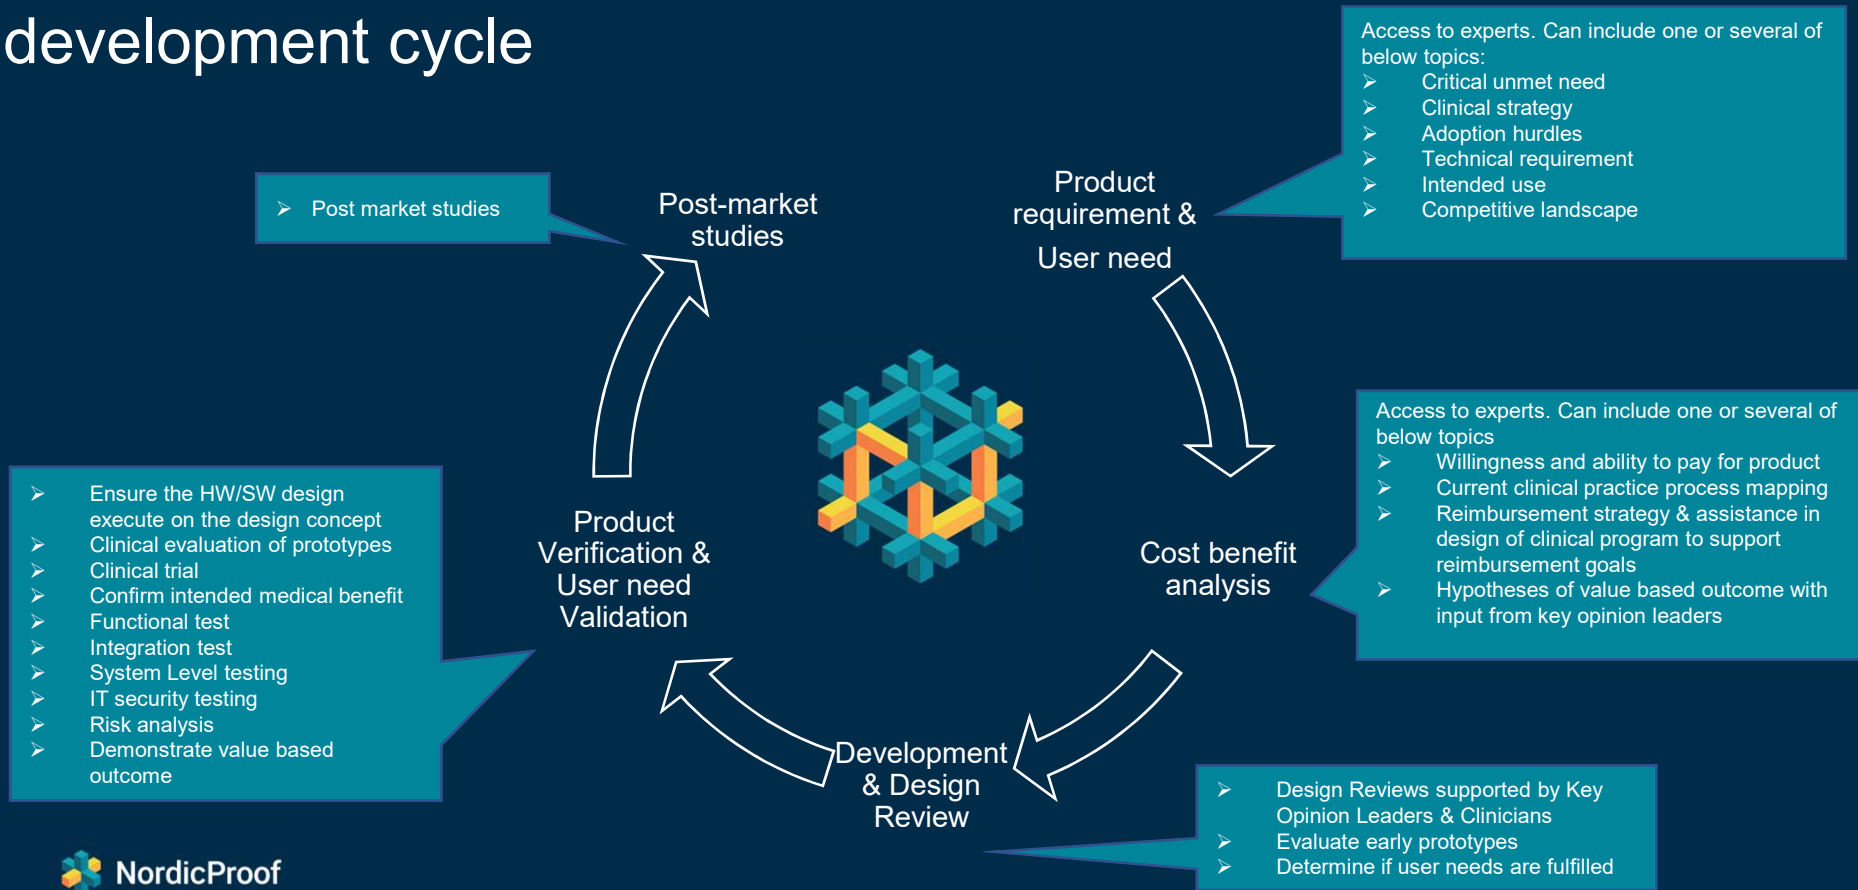 development cycle
Access to experts. Can include one or several of
below topics:
➢ Critical unmet need
➢ Clinical strategy
➢ Adoption hurdles
➢ Technical requirement
➢ Intended use
➢ Competitive landscape
➢ Post market studies
Post-market
studies
Product
requirement &
User need
Access to experts. Can include one or several of
below topics
➢ Willingness and ability to pay for product
➢ Current clinical practice process mapping
➢ Reimbursement strategy & assistance in
design of clinical program to support
reimbursement goals
➢ Hypotheses of value based outcome with
input from key opinion leaders
➢ Ensure the HW/SW design
execute on the design concept
➢ Clinical evaluation of prototypes
➢ Clinical trial
➢ Confirm intended medical benefit
➢ Functional test
➢ Integration test
➢ System Level testing
➢ IT security testing
➢ Risk analysis
➢ Demonstrate value based
outcome
Product
Verification &
User need
Validation
Cost benefit
analysis
Development
& Design
Review
➢ Design Reviews supported by Key
Opinion Leaders & Clinicians
➢ Evaluate early prototypes
➢ Determine if user needs are fulfilled
NordicProof